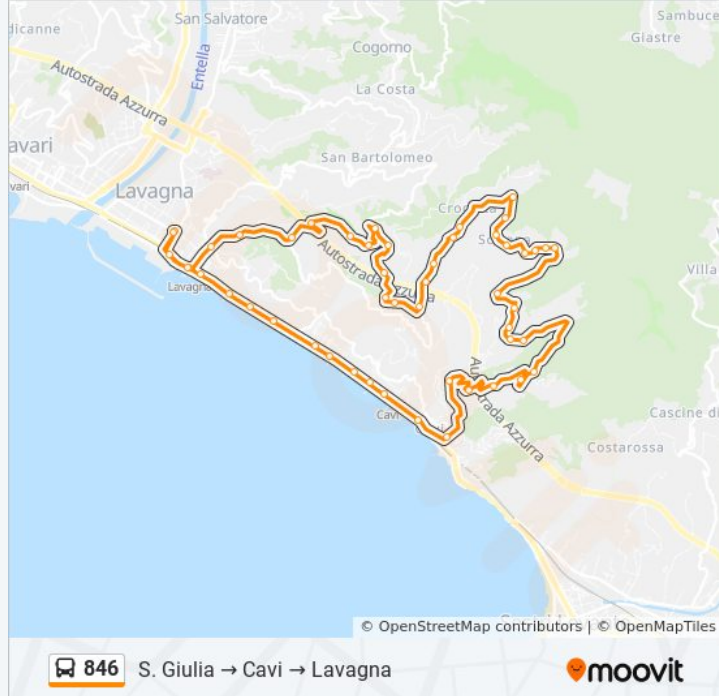 San Salvatore
dicanne
Sambuce
Glastre
Cogorno
Entella
Autostrada Azzurra
La Costa
avari
San Bartolomeo
vari
Lavagna
Villa
Autostrada Azzurra
Lavagna
Autostrada Azzurra
Cavi
Cascine di
Costarossa
© OpenStreetMap contributors | © OpenMapTiles
846 S. Giulia → Cavi → Lavagna
moovit